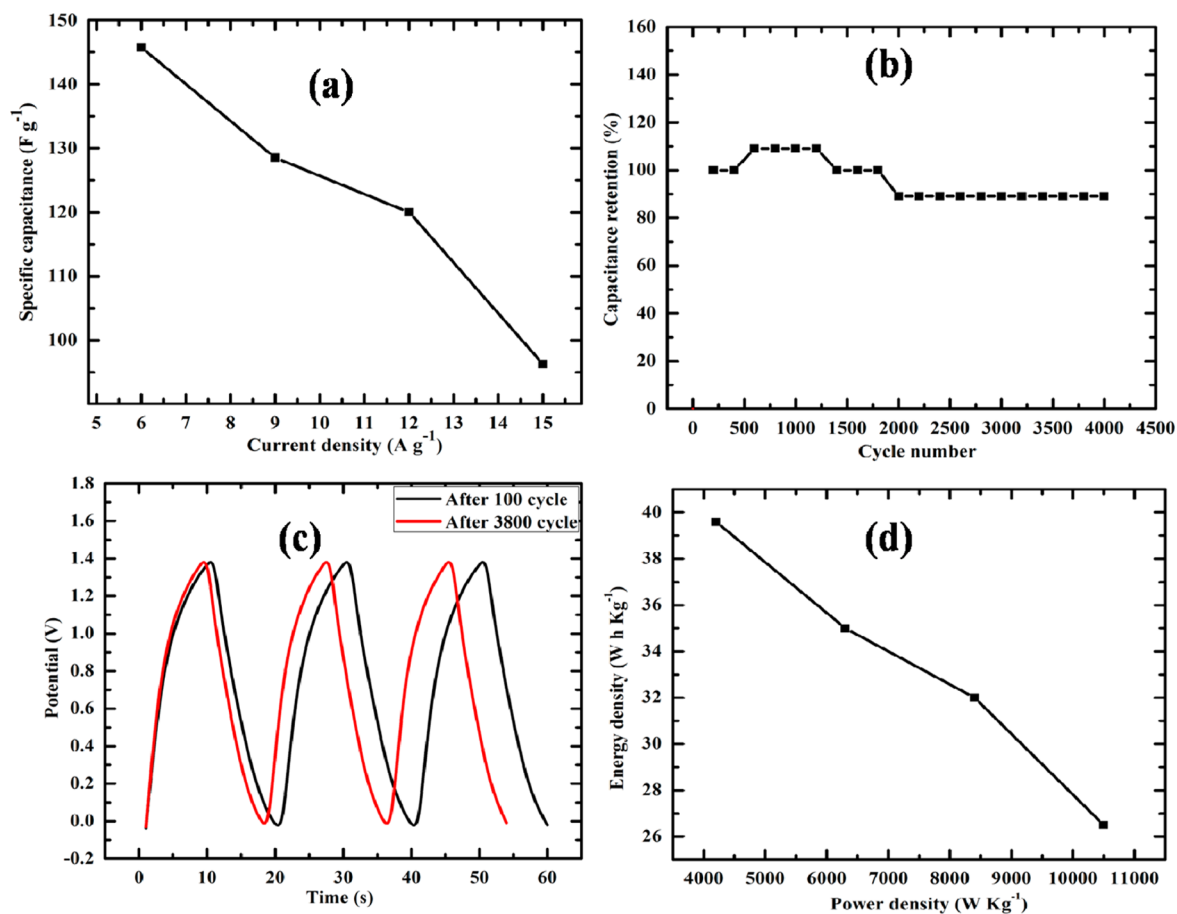 (a)
150
140
130
120
110
100
Specific capacitance (F g⁻¹)
5 6 7 8 9 10 11 12 13 14 15
Current density (A g⁻¹)
(b)
160
140
120
100
80
60
40
20
0
Capacitance retention (%)
0 500 1000 1500 2000 2500 3000 3500 4000 4500
Cycle number
(c)
After 100 cycle
After 3800 cycle
1.8
1.6
1.4
1.2
1.0
0.8
0.6
0.4
0.2
0.0
-0.2
Potential (V)
0 10 20 30 40 50 60
Time (s)
(d)
40
38
36
34
32
30
28
26
Energy density (W h Kg⁻¹)
4000 5000 6000 7000 8000 9000 10000 11000
Power density (W Kg⁻¹)